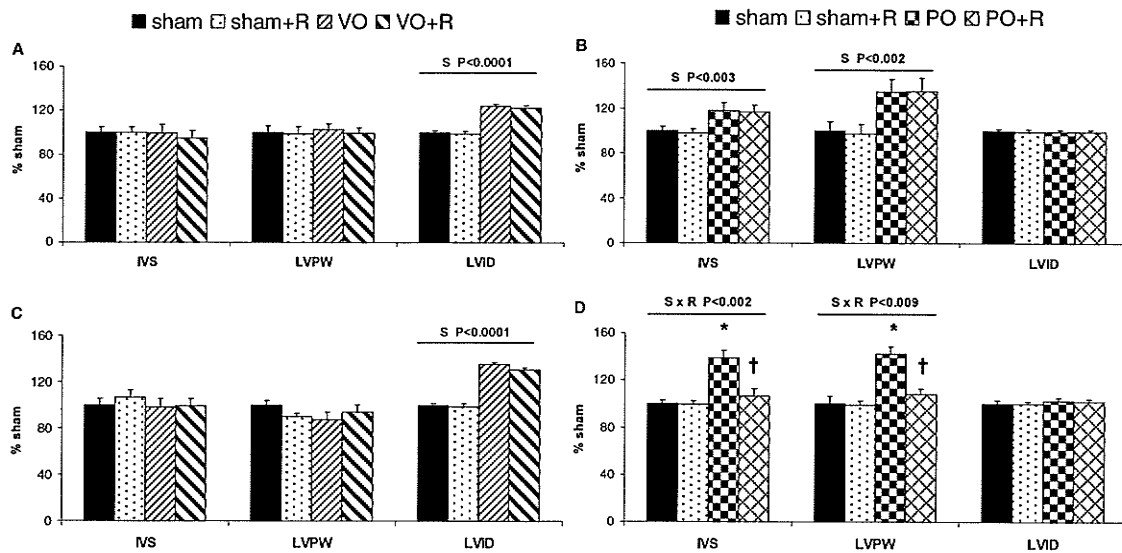 sham sham+R VO VO+R
sham sham+R PO PO+R
A
S P<0.0001
160
120
80
40
0
% sham
IVS LVPW LVID
B
S P<0.003
S P<0.002
160
120
80
40
0
% sham
IVS LVPW LVID
C
S P<0.0001
160
120
80
40
0
% sham
IVS LVPW LVID
D
S x R P<0.002
S x R P<0.009
* †
* †
160
120
80
40
0
% sham
IVS LVPW LVID